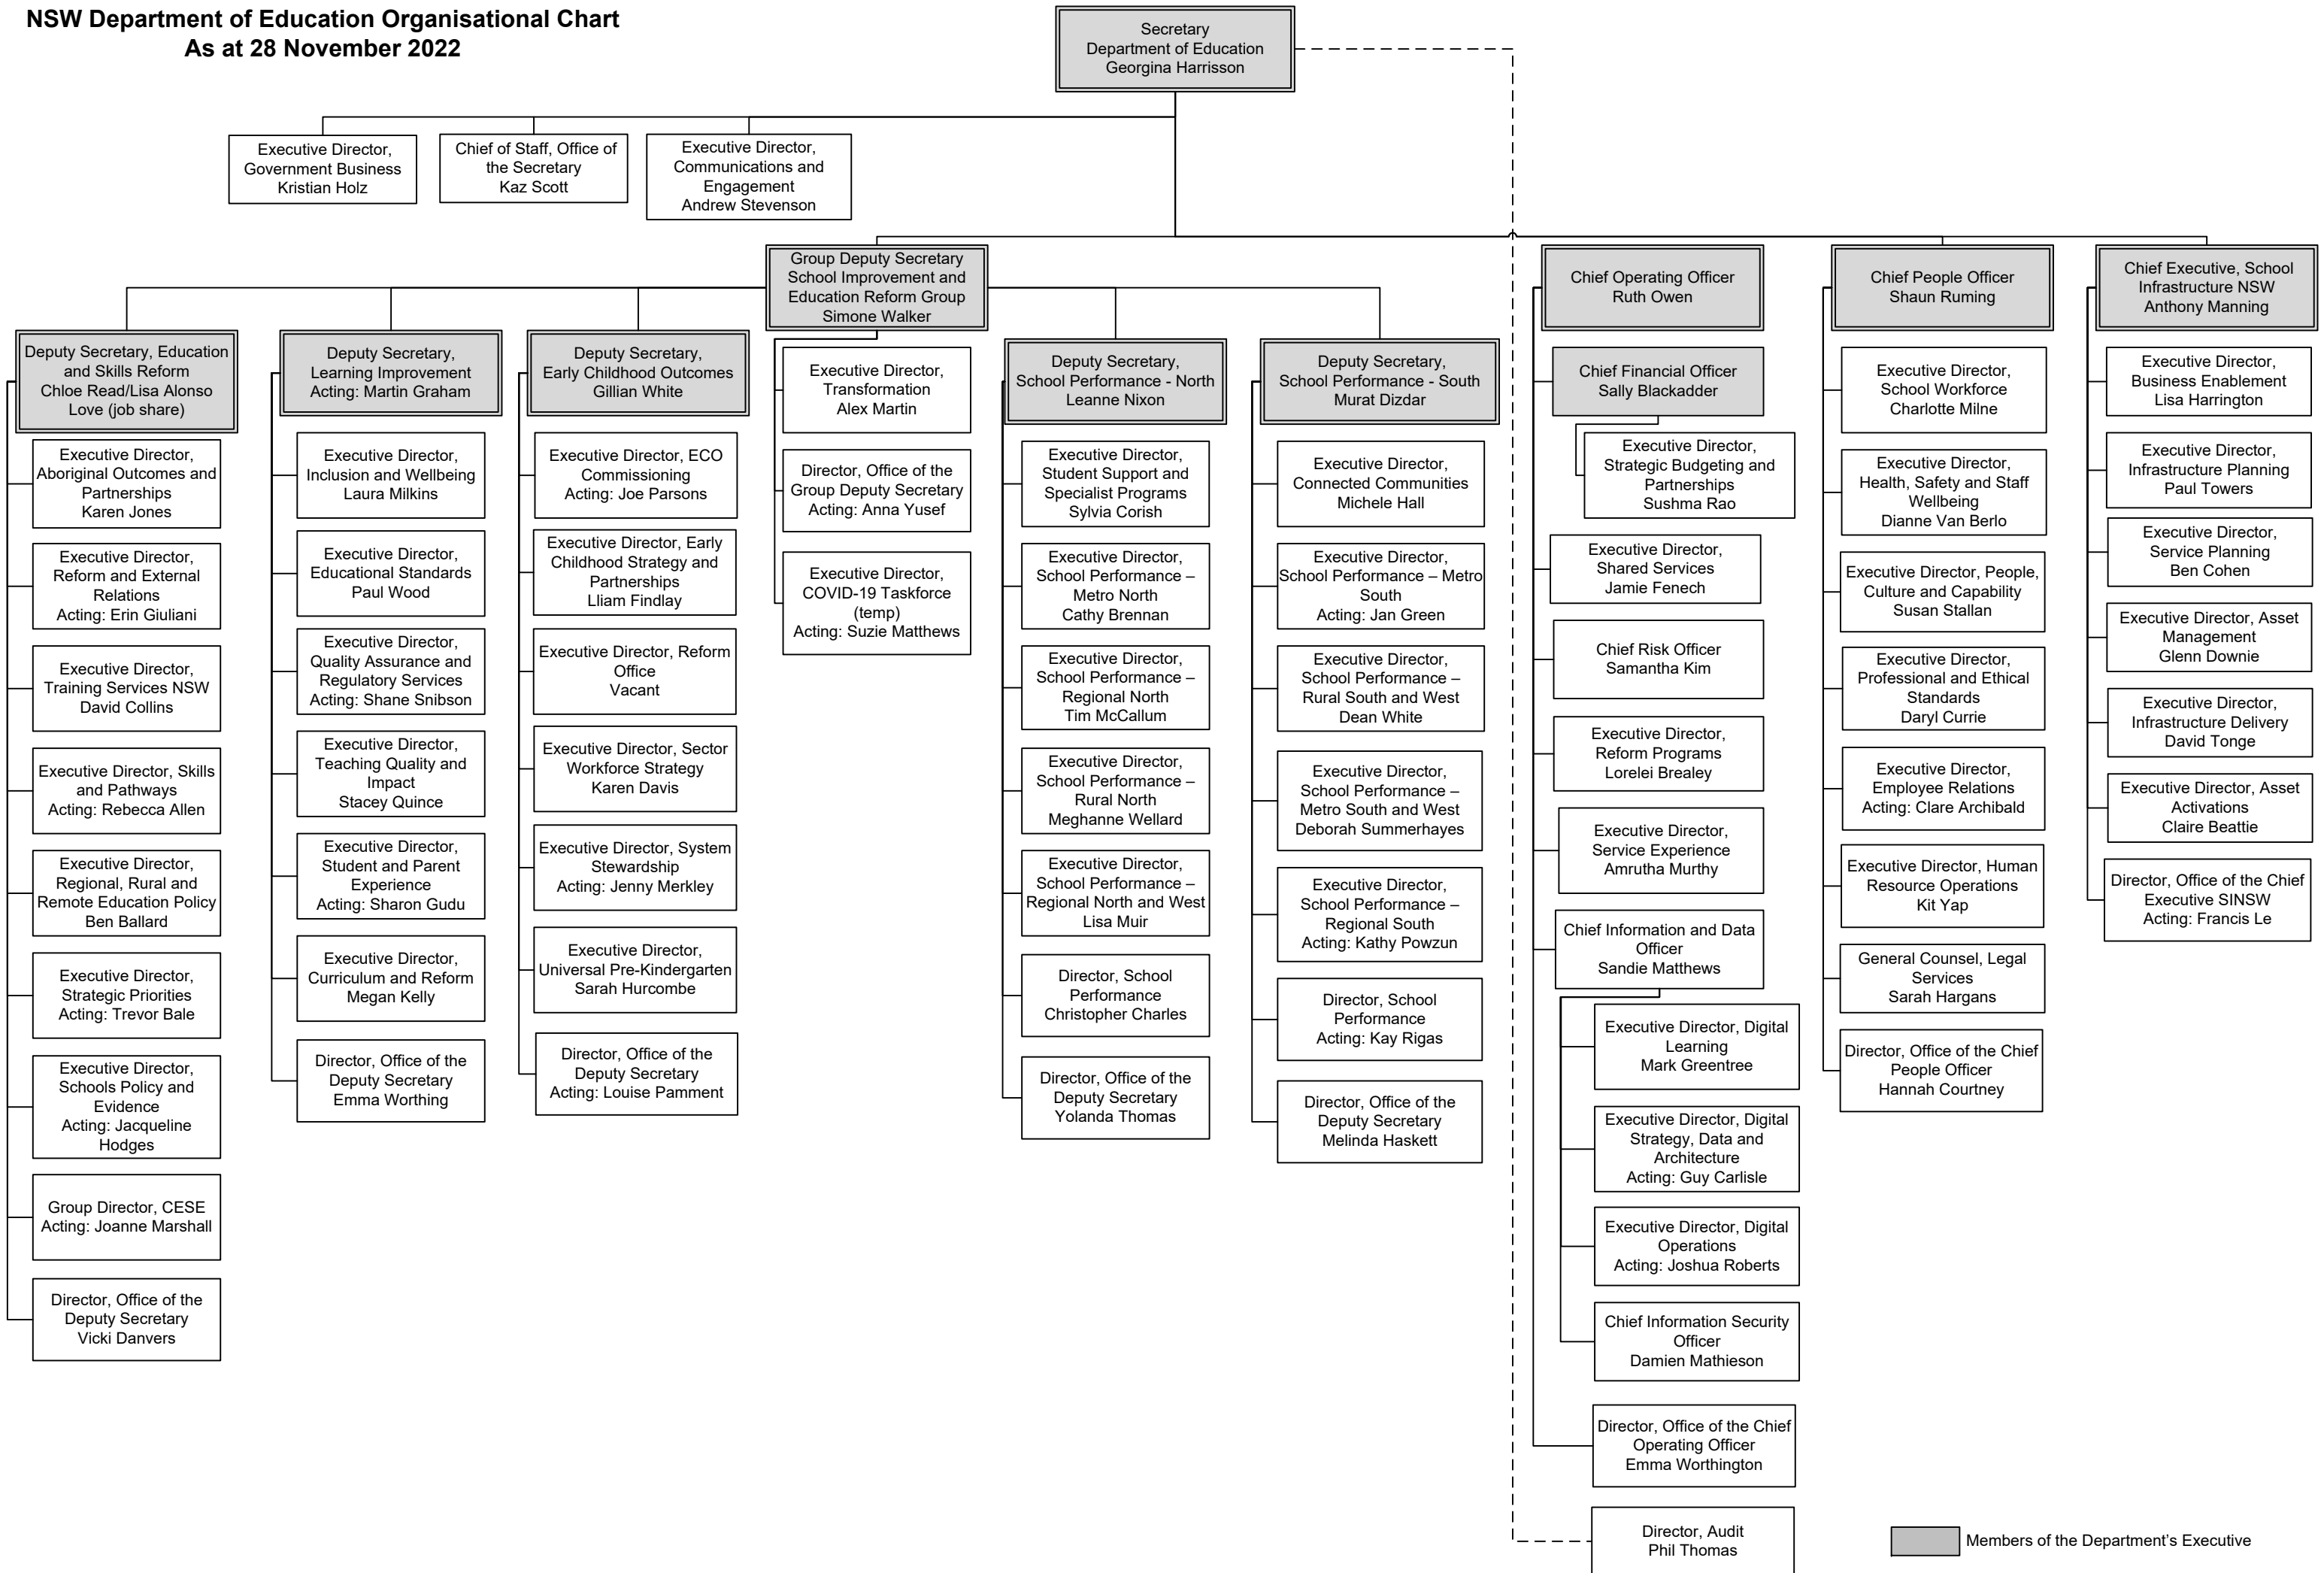 NSW Department of Education Organisational Chart
As at 28 November 2022
Secretary
Department of Education
Georgina Harrisson
Executive Director,
Government Business
Kristian Holz
Chief of Staff, Office of
the Secretary
Kaz Scott
Executive Director,
Communications and
Engagement
Andrew Stevenson
Group Deputy Secretary
School Improvement and
Education Reform Group
Simone Walker
Chief Operating Officer
Ruth Owen
Chief People Officer
Shaun Ruming
Chief Executive, School
Infrastructure NSW
Anthony Manning
Deputy Secretary, Education
and Skills Reform
Chloe Read/Lisa Alonso
Love (job share)
Executive Director,
Aboriginal Outcomes and
Partnerships
Karen Jones
Executive Director,
Reform and External
Relations
Acting: Erin Giuliani
Executive Director,
Training Services NSW
David Collins
Executive Director, Skills
and Pathways
Acting: Rebecca Allen
Executive Director,
Regional, Rural and
Remote Education Policy
Ben Ballard
Executive Director,
Strategic Priorities
Acting: Trevor Bale
Executive Director,
Schools Policy and
Evidence
Acting: Jacqueline
Hodges
Group Director, CESE
Acting: Joanne Marshall
Director, Office of the
Deputy Secretary
Vicki Danvers
Deputy Secretary,
Learning Improvement
Acting: Martin Graham
Executive Director,
Inclusion and Wellbeing
Laura Milkins
Executive Director,
Educational Standards
Paul Wood
Executive Director,
Quality Assurance and
Regulatory Services
Acting: Shane Snibson
Executive Director,
Teaching Quality and
Impact
Stacey Quince
Executive Director,
Student and Parent
Experience
Acting: Sharon Gudu
Executive Director,
Curriculum and Reform
Megan Kelly
Director, Office of the
Deputy Secretary
Emma Worthing
Deputy Secretary,
Early Childhood Outcomes
Gillian White
Executive Director, ECO
Commissioning
Acting: Joe Parsons
Executive Director, Early
Childhood Strategy and
Partnerships
Lliam Findlay
Executive Director, Reform
Office
Vacant
Executive Director, Sector
Workforce Strategy
Karen Davis
Executive Director, System
Stewardship
Acting: Jenny Merkley
Executive Director,
Universal Pre-Kindergarten
Sarah Hurcombe
Director, Office of the
Deputy Secretary
Acting: Louise Pamment
Executive Director,
Transformation
Alex Martin
Director, Office of the
Group Deputy Secretary
Acting: Anna Yusef
Executive Director,
COVID-19 Taskforce
(temp)
Acting: Suzie Matthews
Deputy Secretary,
School Performance - North
Leanne Nixon
Executive Director,
Student Support and
Specialist Programs
Sylvia Corish
Executive Director,
School Performance –
Metro North
Cathy Brennan
Executive Director,
School Performance –
Regional North
Tim McCallum
Executive Director,
School Performance –
Rural North
Meghanne Wellard
Executive Director,
School Performance –
Regional North and West
Lisa Muir
Director, School
Performance
Christopher Charles
Director, Office of the
Deputy Secretary
Yolanda Thomas
Deputy Secretary,
School Performance - South
Murat Dizdar
Executive Director,
Connected Communities
Michele Hall
Executive Director,
School Performance – Metro
South
Acting: Jan Green
Executive Director,
School Performance –
Rural South and West
Dean White
Executive Director,
School Performance –
Metro South and West
Deborah Summerhayes
Executive Director,
School Performance –
Regional South
Acting: Kathy Powzun
Director, School
Performance
Acting: Kay Rigas
Director, Office of the
Deputy Secretary
Melinda Haskett
Chief Financial Officer
Sally Blackadder
Executive Director,
Strategic Budgeting and
Partnerships
Sushma Rao
Executive Director,
Shared Services
Jamie Fenech
Chief Risk Officer
Samantha Kim
Executive Director,
Reform Programs
Lorelei Brealey
Executive Director,
Service Experience
Amrutha Murthy
Chief Information and Data
Officer
Sandie Matthews
Executive Director, Digital
Learning
Mark Greentree
Executive Director, Digital
Strategy, Data and
Architecture
Acting: Guy Carlisle
Executive Director, Digital
Operations
Acting: Joshua Roberts
Chief Information Security
Officer
Damien Mathieson
Director, Office of the Chief
Operating Officer
Emma Worthington
Director, Audit
Phil Thomas
Executive Director,
School Workforce
Charlotte Milne
Executive Director,
Health, Safety and Staff
Wellbeing
Dianne Van Berlo
Executive Director, People,
Culture and Capability
Susan Stallan
Executive Director,
Professional and Ethical
Standards
Daryl Currie
Executive Director,
Employee Relations
Acting: Clare Archibald
Executive Director, Human
Resource Operations
Kit Yap
General Counsel, Legal
Services
Sarah Hargans
Director, Office of the Chief
People Officer
Hannah Courtney
Executive Director,
Business Enablement
Lisa Harrington
Executive Director,
Infrastructure Planning
Paul Towers
Executive Director,
Service Planning
Ben Cohen
Executive Director, Asset
Management
Glenn Downie
Executive Director,
Infrastructure Delivery
David Tonge
Executive Director, Asset
Activations
Claire Beattie
Director, Office of the Chief
Executive SINSW
Acting: Francis Le
Members of the Department's Executive